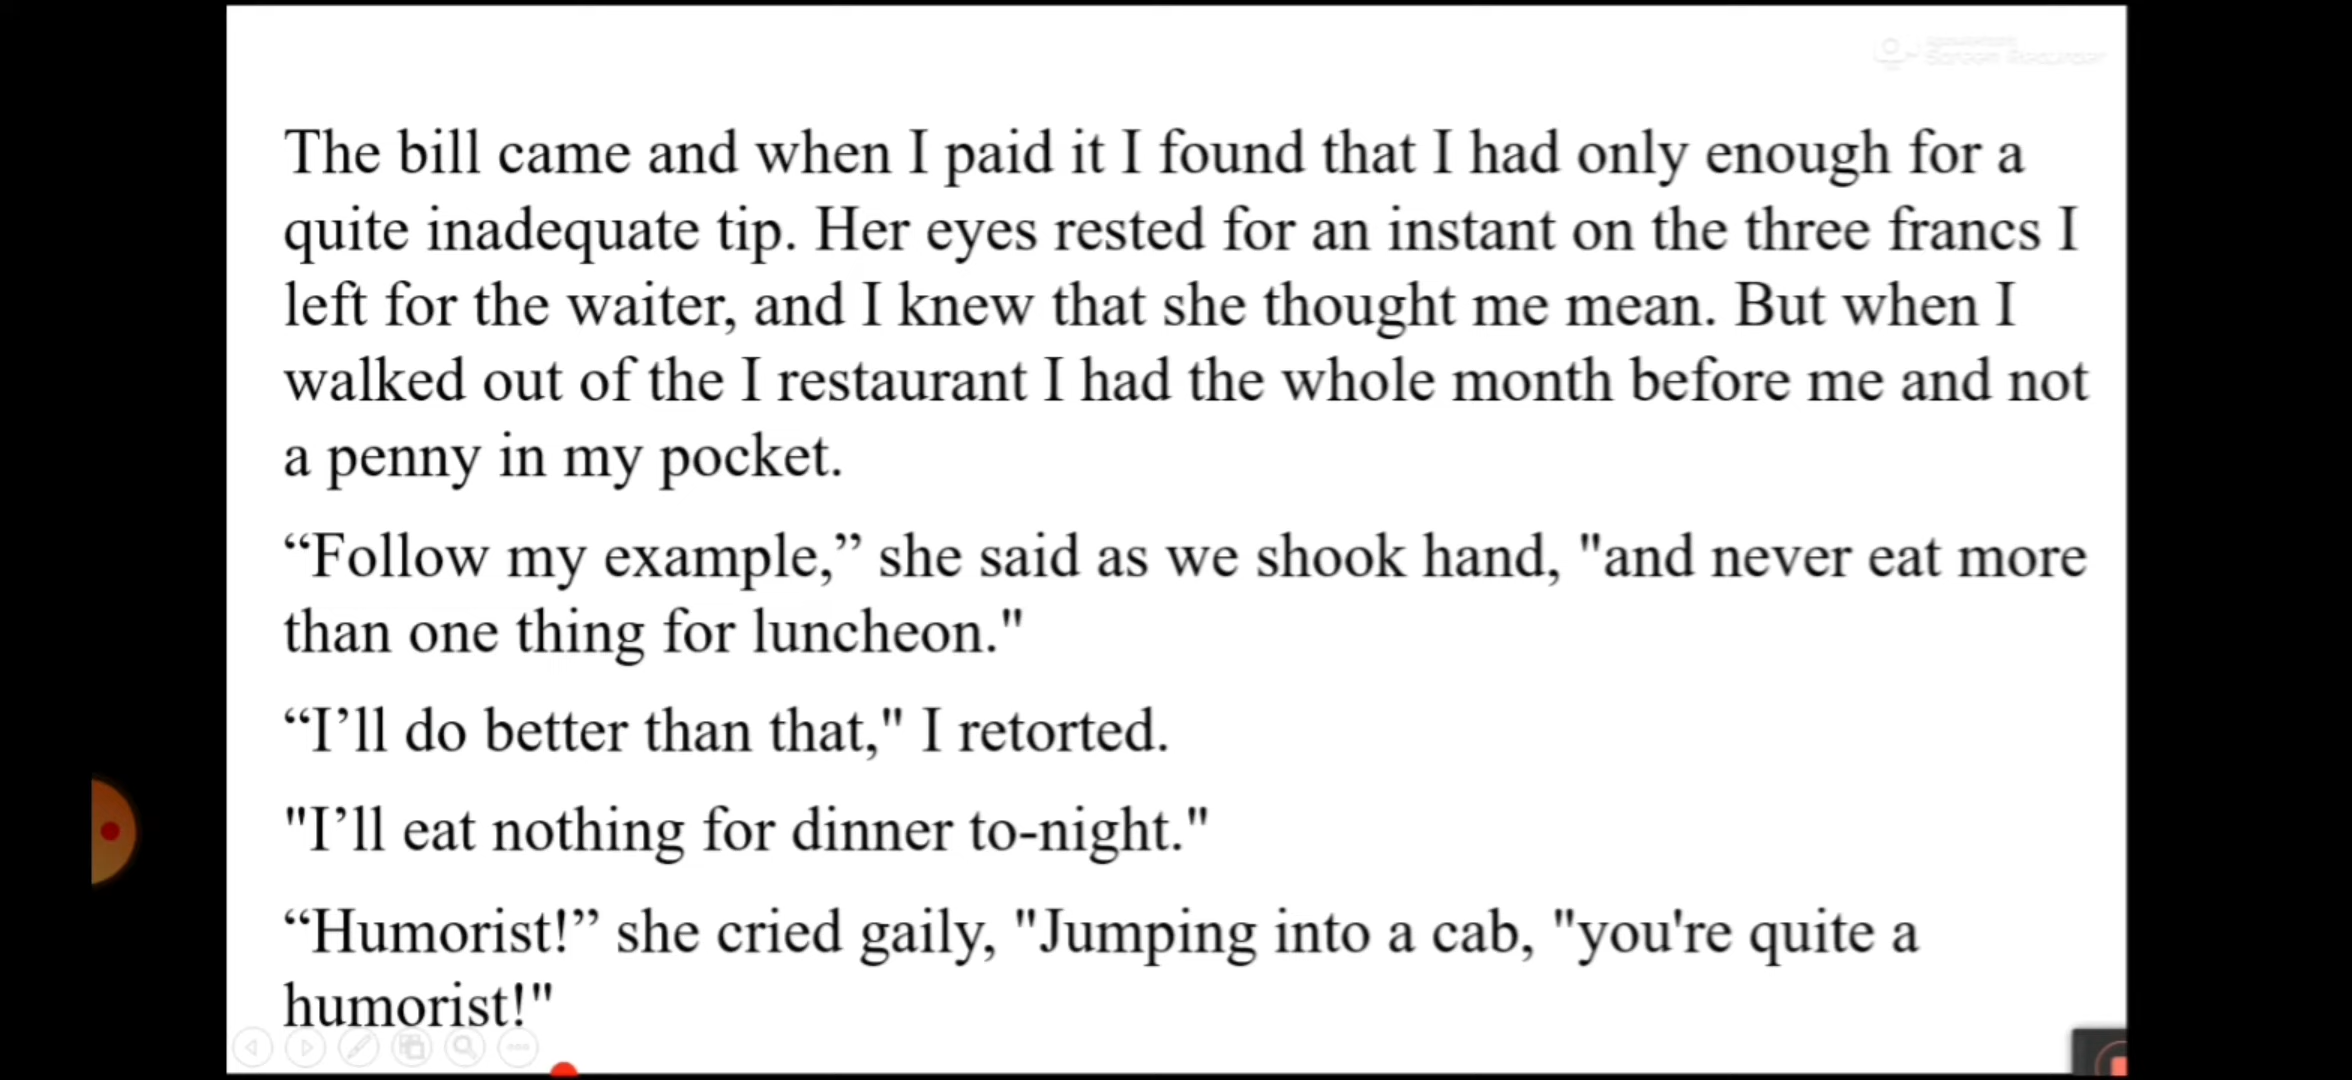 Screen Recorder
The bill came and when I paid it I found that I had only enough for a
quite inadequate tip. Her eyes rested for an instant on the three francs I
left for the waiter, and I knew that she thought me mean. But when I
walked out of the I restaurant I had the whole month before me and not
a penny in my pocket.
“Follow my example,” she said as we shook hand, "and never eat more
than one thing for luncheon."
“I’ll do better than that," I retorted.
"I’ll eat nothing for dinner to-night."
“Humorist!” she cried gaily, "Jumping into a cab, "you're quite a
humorist!"